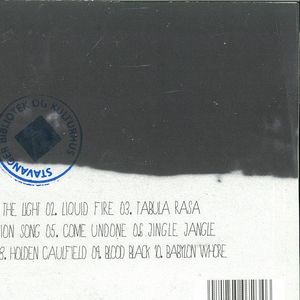 STAVANGER BIBLIOTEK OG KULTURHUS
THE LIGHT 02. LIQUID FIRE 03. TABULA RASA
ION SONG 05. COME UNDONE 06. JINGLE JANGLE
8. HOLDEN CAULFIELD 09. BLOOD BLACK 10. BABYLON WHORE